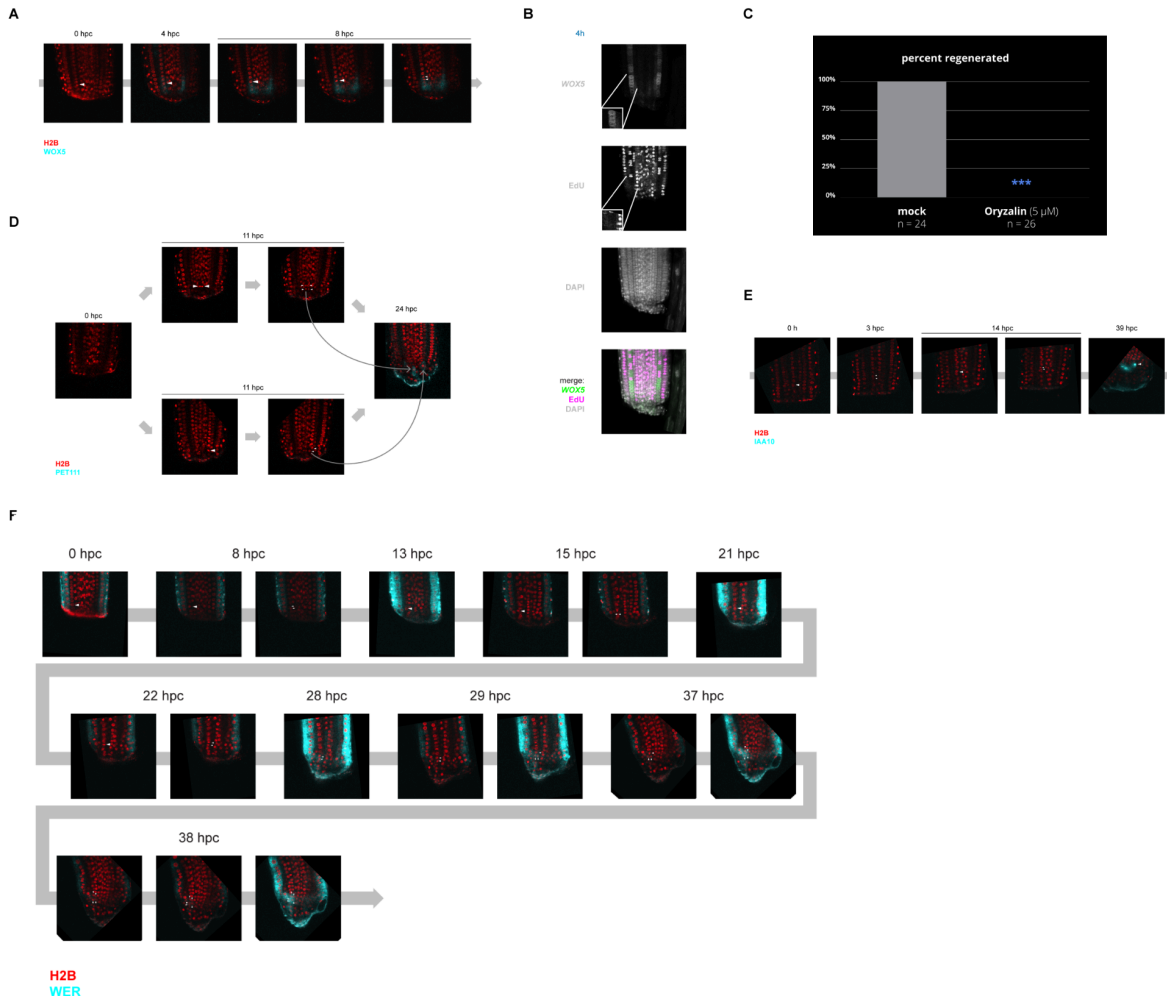 A
0 hpc
4 hpc
8 hpc
H2B
WOX5
B
4h
WOX5
EdU
DAPI
merge:
WOX5
EdU
DAPI
C
percent regenerated
100%
75%
50%
25%
0%
mock
n = 24
Oryzalin (5 μM)
n = 26
***
D
11 hpc
0 hpc
24 hpc
11 hpc
H2B
PET111
E
0 h
3 hpc
14 hpc
39 hpc
H2B
IAA10
F
0 hpc
8 hpc
13 hpc
15 hpc
21 hpc
22 hpc
28 hpc
29 hpc
37 hpc
38 hpc
H2B
WER